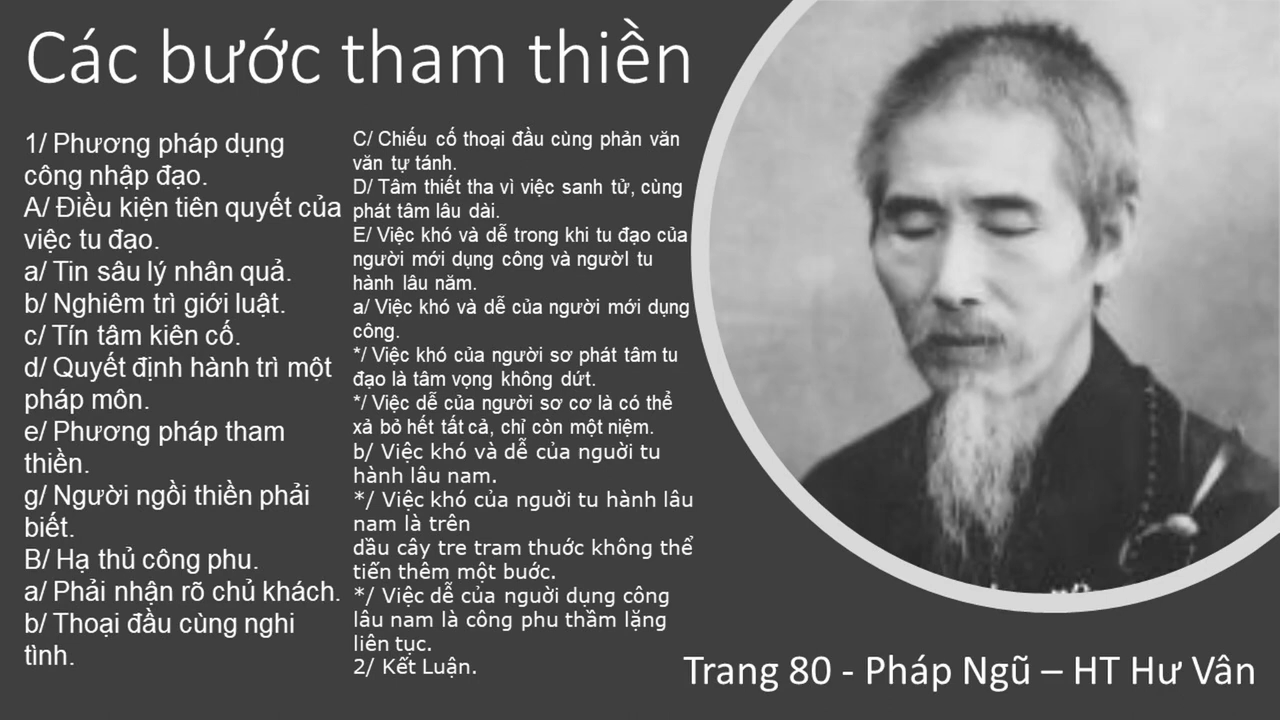 Các bước tham thiền
1/ Phương pháp dụng
công nhập đạo.
A/ Điều kiện tiên quyết của
việc tu đạo.
a/ Tin sâu lý nhân quả.
b/ Nghiêm trì giới luật.
c/ Tín tâm kiên cố.
d/ Quyết định hành trì một
pháp môn.
e/ Phương pháp tham
thiền.
g/ Người ngồi thiền phải
biết.
B/ Hạ thủ công phu.
a/ Phải nhận rõ chủ khách.
b/ Thoại đầu cùng nghi
tình.
C/ Chiếu cố thoại đầu cùng phản văn
văn tự tánh.
D/ Tâm thiết tha vì việc sanh tử, cùng
phát tâm lâu dài.
E/ Việc khó và dễ trong khi tu đạo của
người mới dụng công và ngườI tu
hành lâu năm.
a/ Việc khó và dễ của người mới dụng
công.
*/ Việc khó của người sơ phát tâm tu
đạo là tâm vọng không dứt.
*/ Việc dễ của người sơ cơ là có thể
xả bỏ hết tất cả, chỉ còn một niệm.
b/ Việc khó và dễ của nguời tu
hành lâu nam.
*/ Việc khó của nguời tu hành lâu
nam là trên
dầu cây tre tram thuớc không thể
tiến thêm một buớc.
*/ Việc dễ của nguời dụng công
lâu nam là công phu thầm lặng
liên tục.
2/ Kết Luận.
Trang 80 - Pháp Ngũ – HT Hư Vân